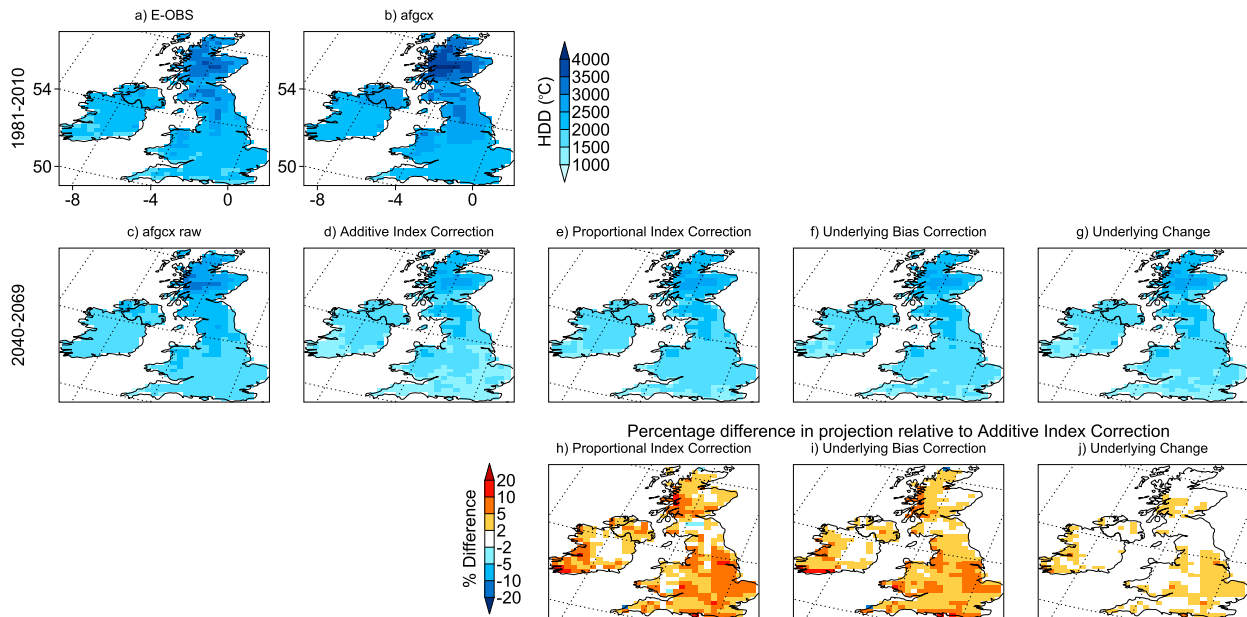 a) E-OBS
b) afgcx
1981-2010
54
50
-8
-4
0
54
50
-8
-4
0
HDD (°C)
4000
3500
3000
2500
2000
1500
1000
c) afgcx raw
d) Additive Index Correction
e) Proportional Index Correction
f) Underlying Bias Correction
g) Underlying Change
2040-2069
Percentage difference in projection relative to Additive Index Correction
h) Proportional Index Correction
i) Underlying Bias Correction
j) Underlying Change
% Difference
20
10
5
2
-2
-5
-10
-20